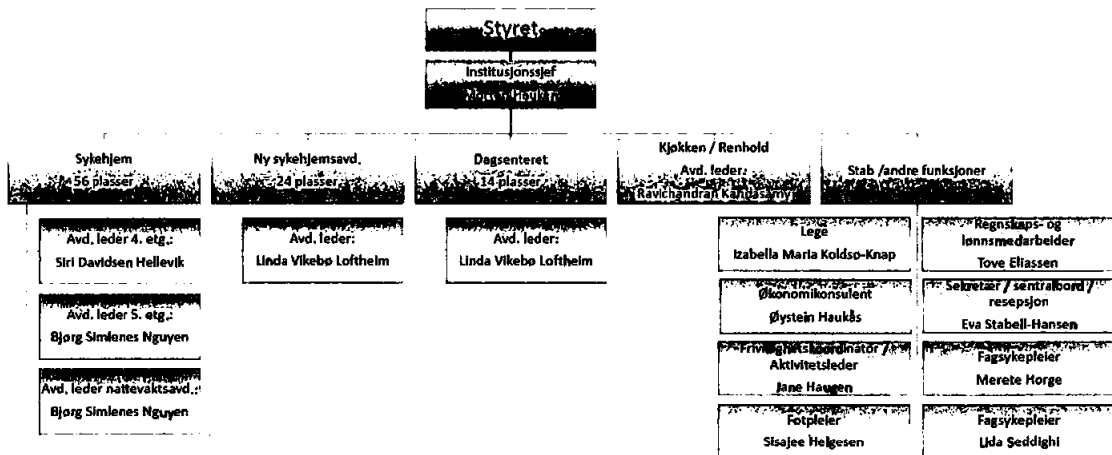 Styret
Institusjonssjef
Sykehjem
56 plasser
Ny sykehjemsavd.
24 plasser
Dagsenteret
14 plasser
Kjøkken / Renhold
Avd. leder:
Ravichandran Kandasamy
Stab /andre funksjoner
Avd. leder 4. etg.:
Siri Davidsen Hellevik
Avd. leder 5. etg.:
Bjørg Simlenes Nguyen
Avd. leder nattevaktsavd.:
Bjørg Simlenes Nguyen
Avd. leder:
Linda Vikebø Loftheim
Avd. leder:
Linda Vikebø Loftheim
Lege
Izabella Maria Koldsø-Knap
Økonomikonsulent
Øystein Haukås
Frivillighetskoordinator /
Aktivitetsleder
Jane Haugen
Fotpleier
Sisajee Helgesen
Regnskaps- og
lønnsmedarbeider
Tove Eliassen
Sekretær / sentralbord /
resepsjon
Eva Stabell-Hansen
Fagsykepleier
Merete Horge
Fagsykepleier
Lida Seddighi